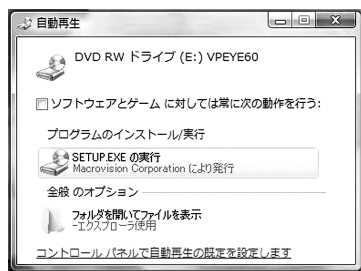 自動再生
DVD RW ドライブ (E:) VPEYE60
ソフトウェアとゲーム に対しては常に次の動作を行う:
プログラムのインストール/実行
SETUP.EXE の実行
Macrovision Corporation により発行
全般 のオプション
フォルダを開いてファイルを表示
-エクスプローラ使用
コントロール パネルで自動再生の既定を設定します